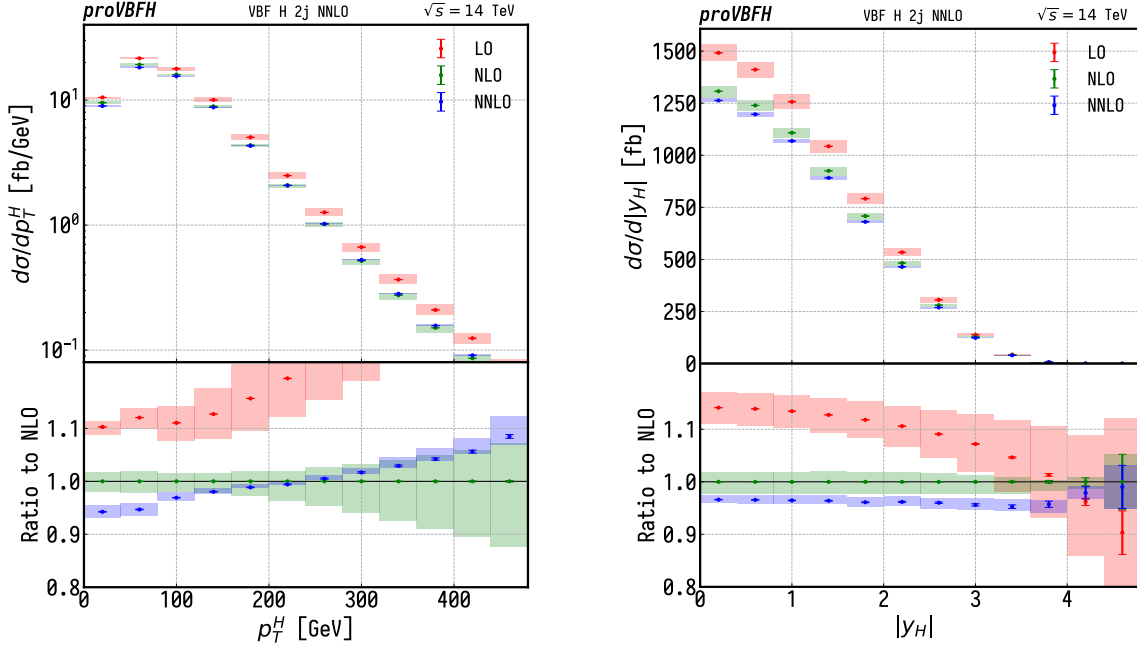 proVBFH VBF H 2j NNLO √s = 14 TeV
LO
NLO
NNLO
dσ/dp_T^H [fb/GeV]
10^1
10^0
10^-1
Ratio to NLO
1.1
1.0
0.9
0.8
0 100 200 300 400
p_T^H [GeV]
proVBFH VBF H 2j NNLO √s = 14 TeV
LO
NLO
NNLO
dσ/d|y_H| [fb]
1500
1250
1000
750
500
250
0
Ratio to NLO
1.1
1.0
0.9
0.8
0 1 2 3 4
|y_H|